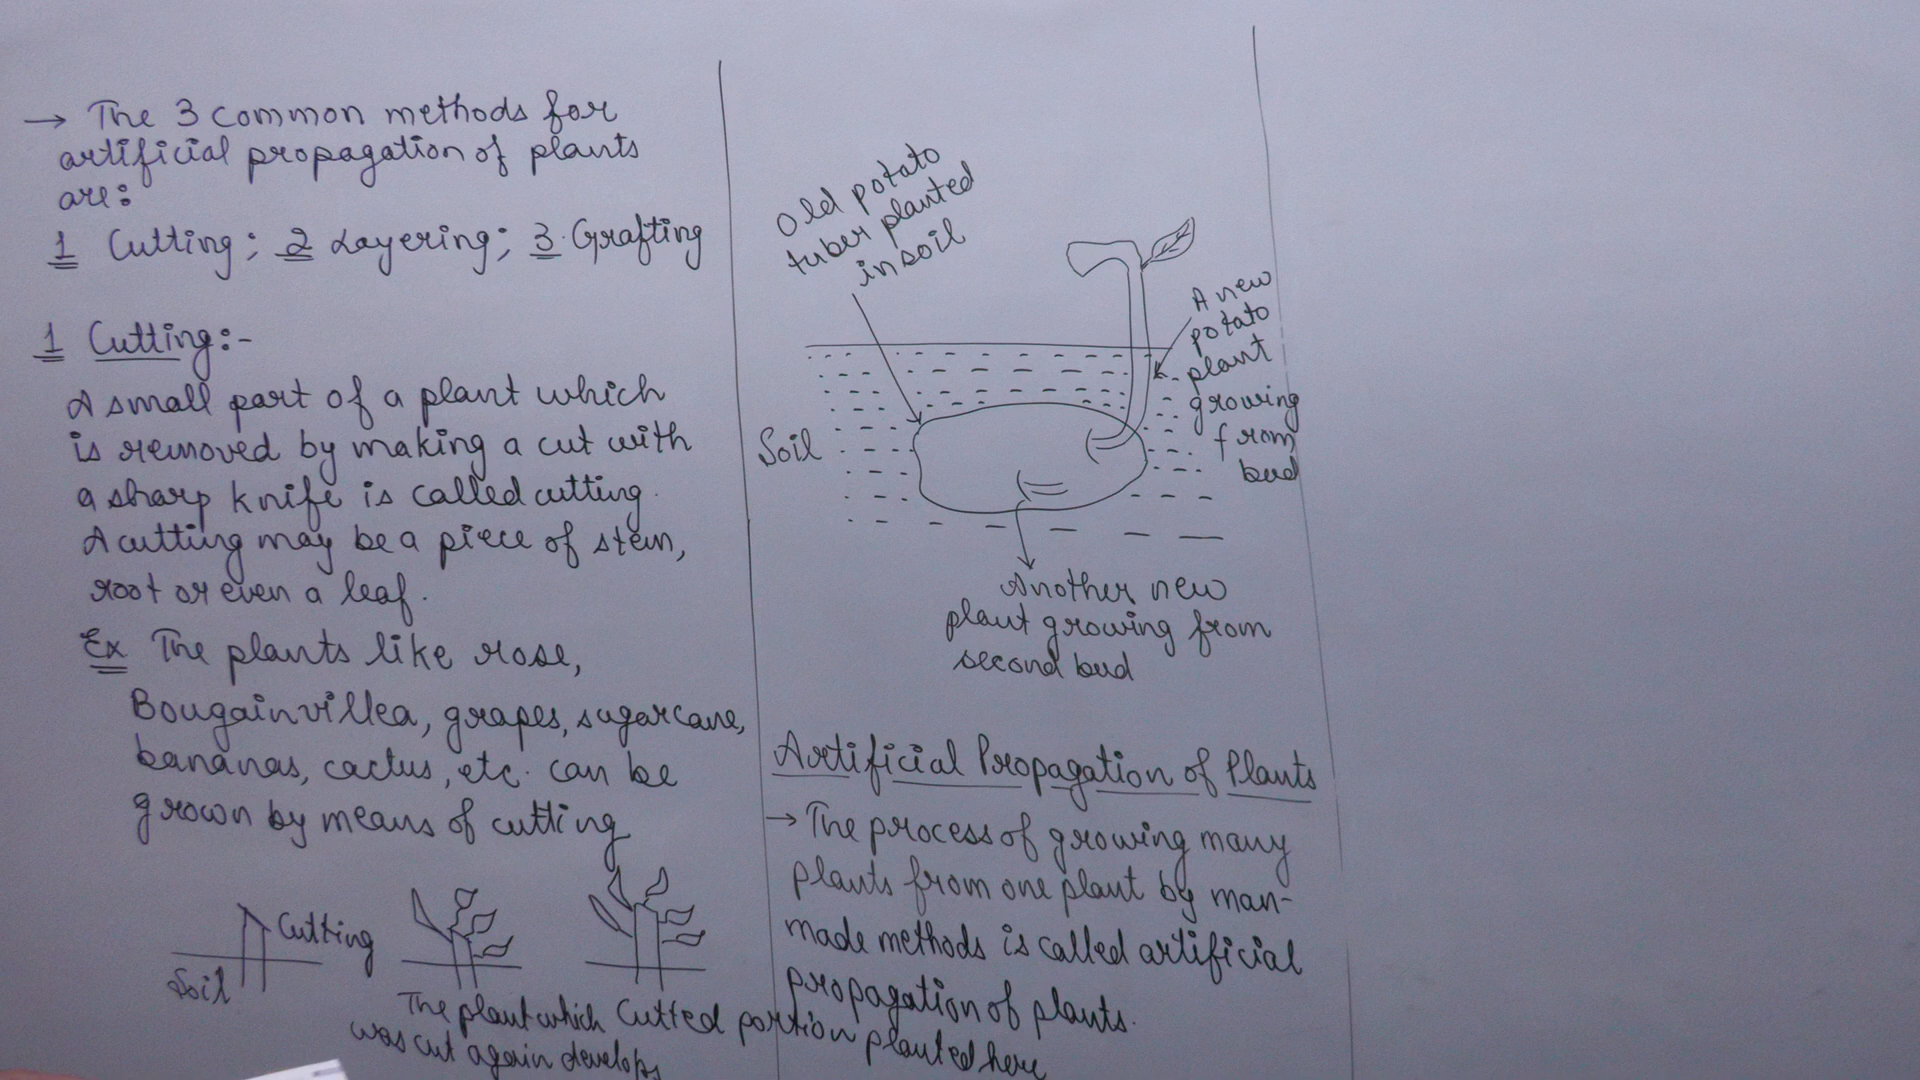 → The 3 common methods for
artificial propagation of plants
are:
1 Cutting; 2 Layering; 3. Grafting
1 Cutting:-
A small part of a plant which
is removed by making a cut with
a sharp knife is called cutting.
A cutting may be a piece of stem,
root or even a leaf.
Ex The plants like rose,
Bougainvillea, grapes, sugarcane,
bananas, cactus, etc. can be
grown by means of cutting
Cutting
Soil
The plant which
was cut again develops
Cutted portion
planted here
Old potato
tuber planted
in soil
A new
potato
plant
growing
from
bud
Soil
Another new
plant growing from
second bud
Artificial Propagation of Plants
→ The process of growing many
plants from one plant by man-
made methods is called artificial
propagation of plants.